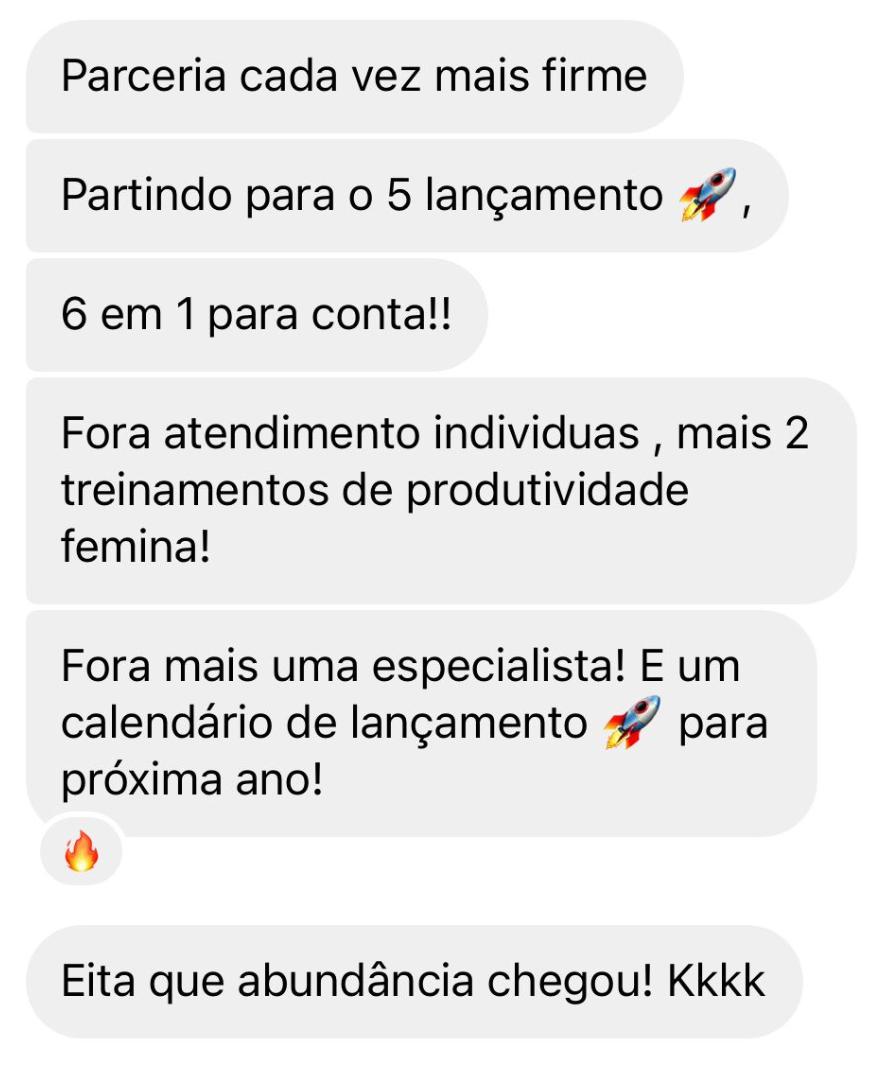 Parceria cada vez mais firme
Partindo para o 5 lançamento 🚀,
6 em 1 para conta!!
Fora atendimento individuas , mais 2
treinamentos de produtividade
femina!
Fora mais uma especialista! E um
calendário de lançamento 🚀 para
próxima ano!
🔥
Eita que abundância chegou! Kkkk